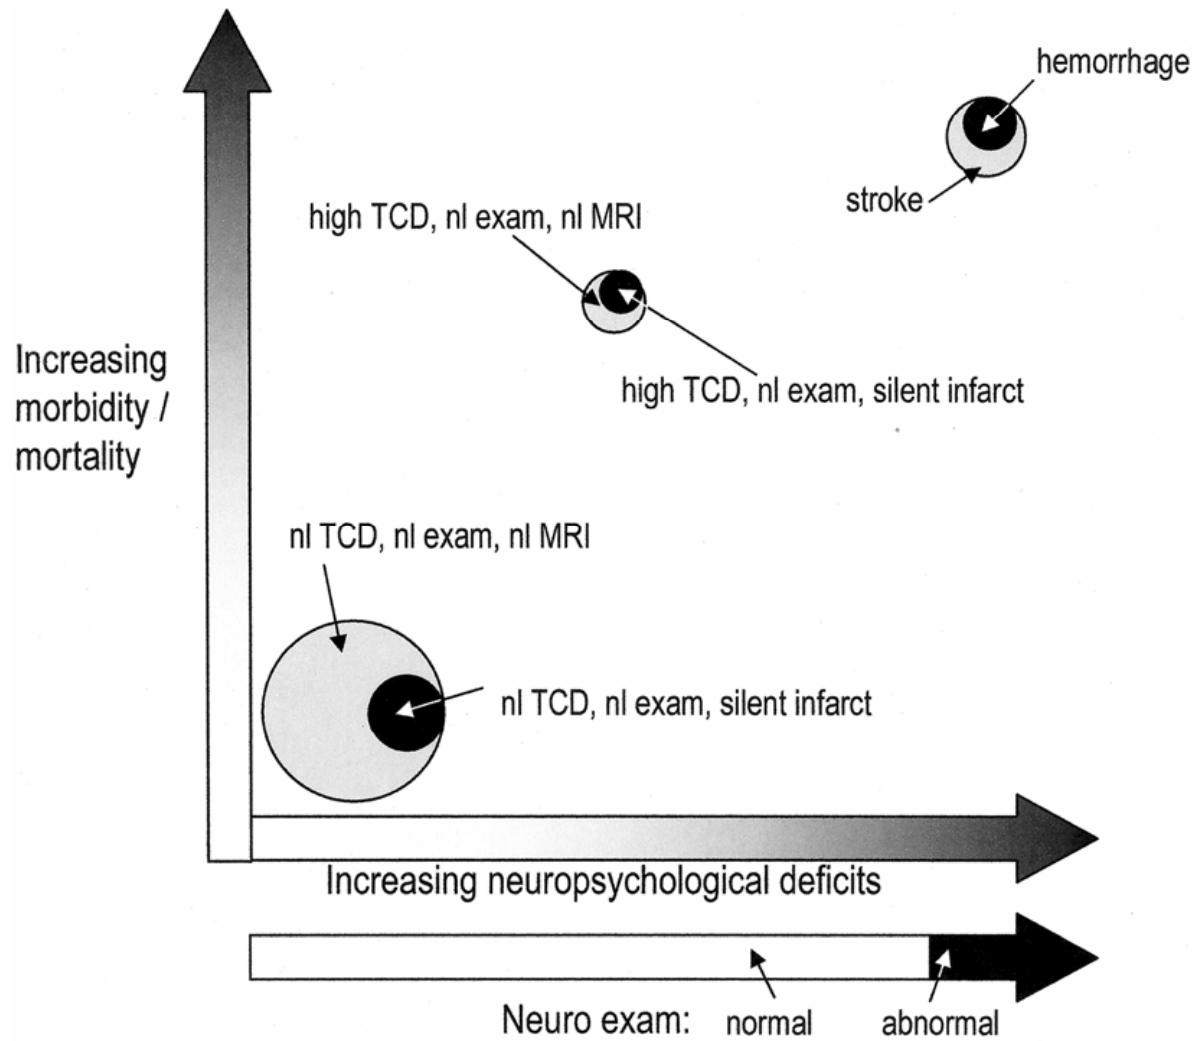 hemorrhage
stroke
high TCD, nl exam, nl MRI
high TCD, nl exam, silent infarct
Increasing
morbidity /
mortality
nl TCD, nl exam, nl MRI
nl TCD, nl exam, silent infarct
Increasing neuropsychological deficits
Neuro exam: normal abnormal